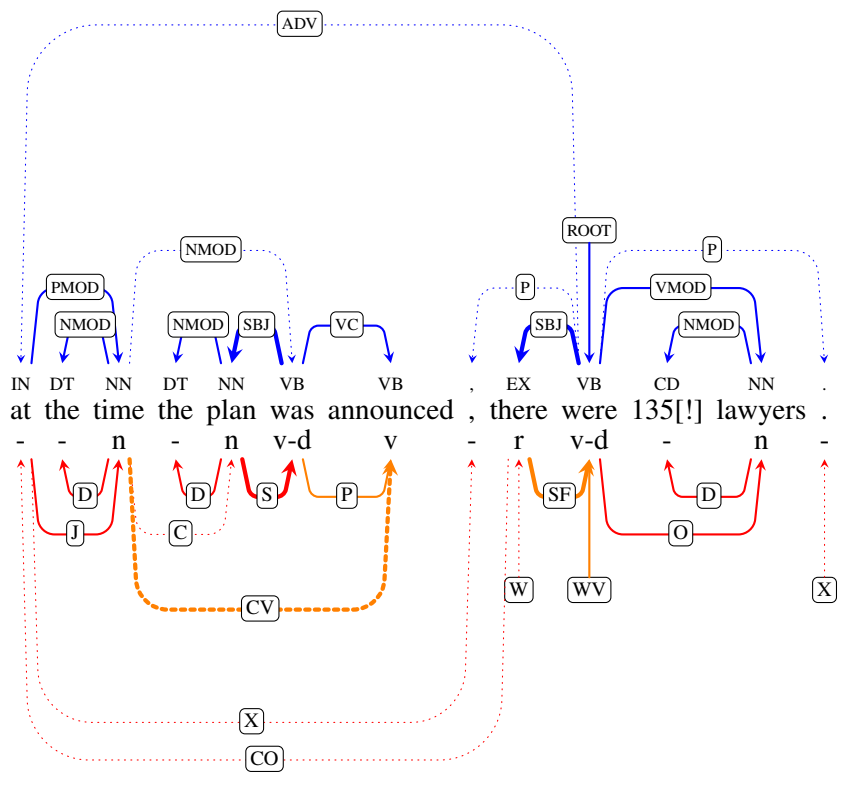 ADV
ROOT
NMOD P
PMOD P VMOD
NMOD NMOD SBJ VC SBJ NMOD
IN DT NN DT NN VB VB , EX VB CD NN .
at the time the plan was announced , there were 135[!] lawyers .
- - n - n v-d v - r v-d - n -
D D S P SF D
J C O
W WV X
CV
X
CO